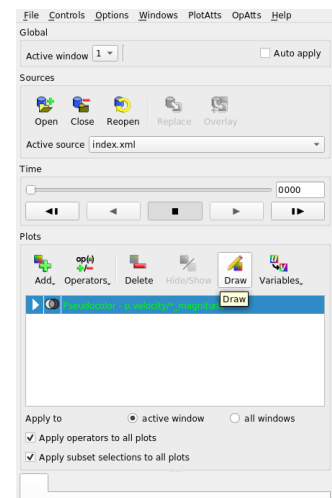 File Controls Options Windows PlotAtts OpAtts Help
Global
Active window 1 Auto apply
Sources
Open Close Reopen Replace Overlay
Active source index.xml
Time
0000
Plots
op(◂)
+/-
Add Operators Delete Hide/Show Draw Variables
Draw
Pseudocolor - p.velocity/*_magnitude
Apply to active window all windows
Apply operators to all plots
Apply subset selections to all plots